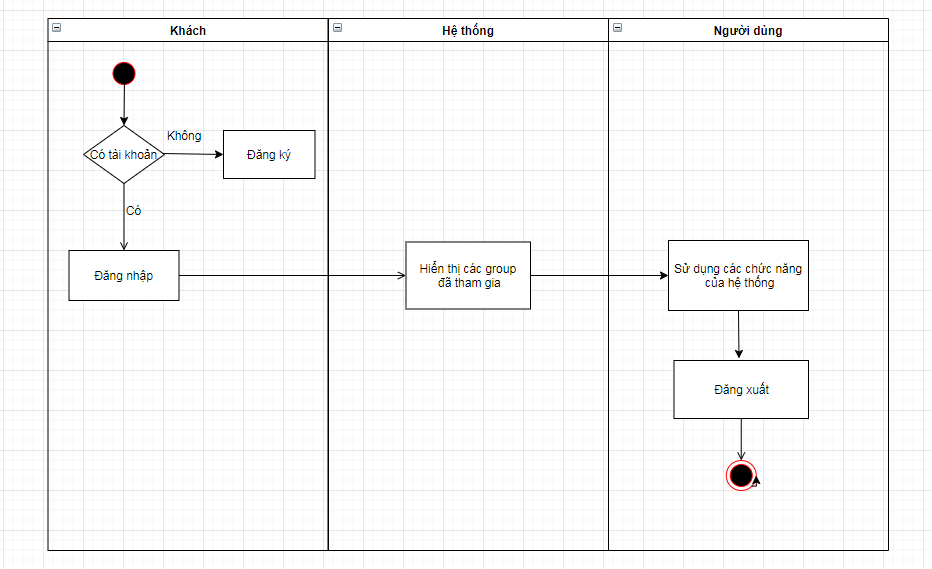 Khách
Hệ thống
Người dùng
Có tài khoản
Không
Đăng ký
Có
Đăng nhập
Hiển thị các group
đã tham gia
Sử dụng các chức năng
của hệ thống
Đăng xuất